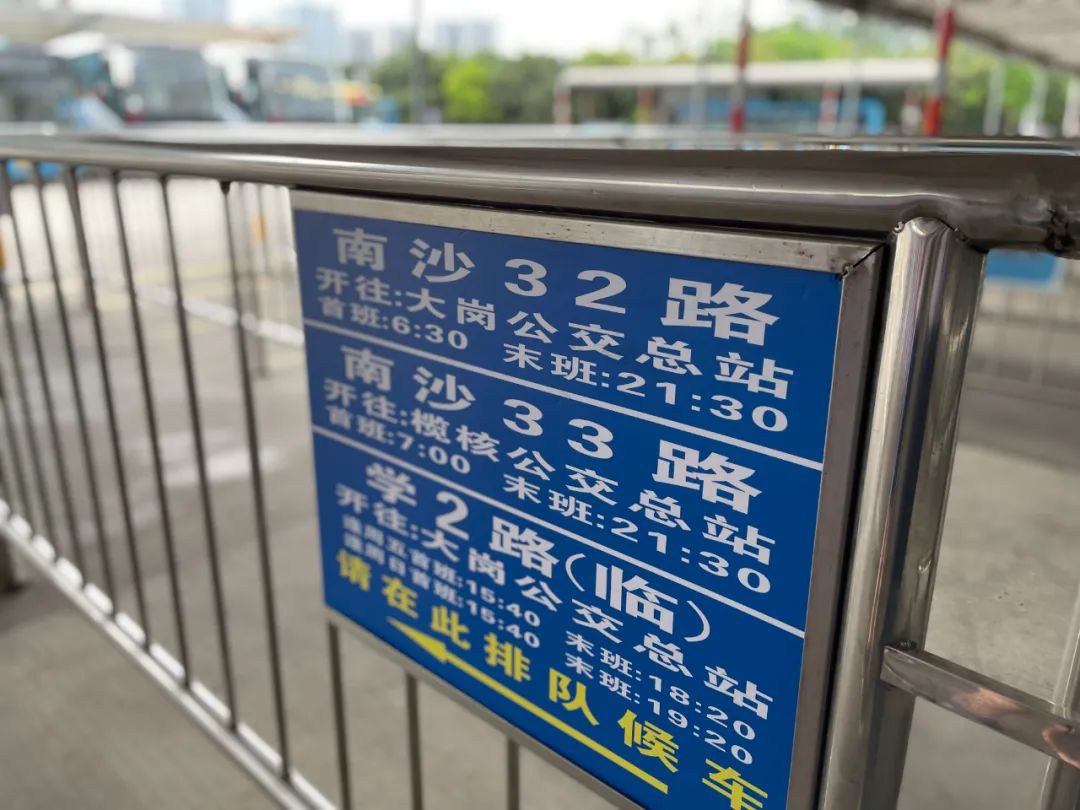 南沙32路
开往:大岗公交总站
首班:6:30 末班:21:30
南沙33路
开往:榄核公交总站
首班:7:00 末班:21:30
学2路(临)
开往:大岗公交总站
逢周五首班:15:40 末班:18:20
逢周日首班:15:40 末班:19:20
请在此排队候车